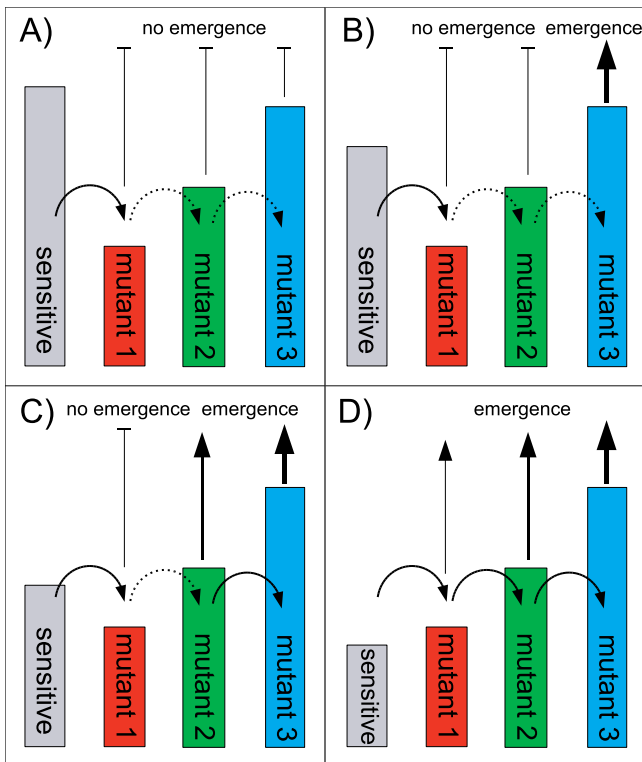 A)
no emergence
sensitive
mutant 1
mutant 2
mutant 3
B)
no emergence emergence
sensitive
mutant 1
mutant 2
mutant 3
C)
no emergence emergence
sensitive
mutant 1
mutant 2
mutant 3
D)
emergence
sensitive
mutant 1
mutant 2
mutant 3